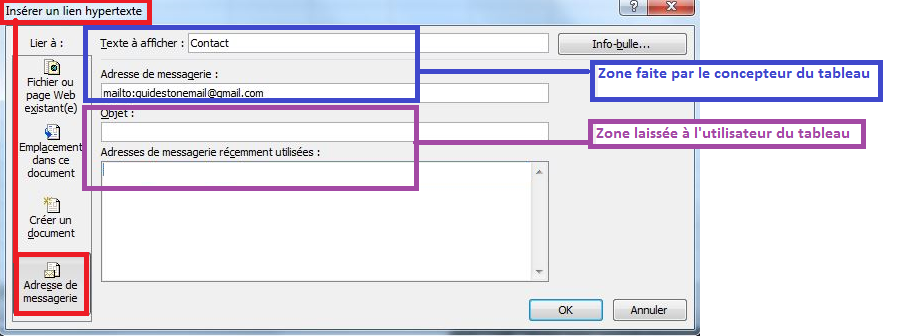 Insérer un lien hypertexte
? X
Lier à : Texte à afficher : Contact Info-bulle...
Fichier ou
page Web
existant(e)
Emplacement
dans ce
document
Créer un
document
Adresse de
messagerie
Adresse de messagerie :
mailto:guidestonemail@gmail.com
Objet :
Adresses de messagerie récemment utilisées :
OK Annuler
Zone faite par le concepteur du tableau
Zone laissée à l'utilsateur du tableau